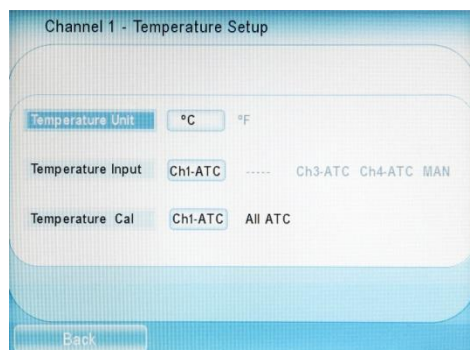 Channel 1 - Temperature Setup
Temperature Unit °C °F
Temperature Input Ch1-ATC ----- Ch3-ATC Ch4-ATC MAN
Temperature Cal Ch1-ATC All ATC
Back